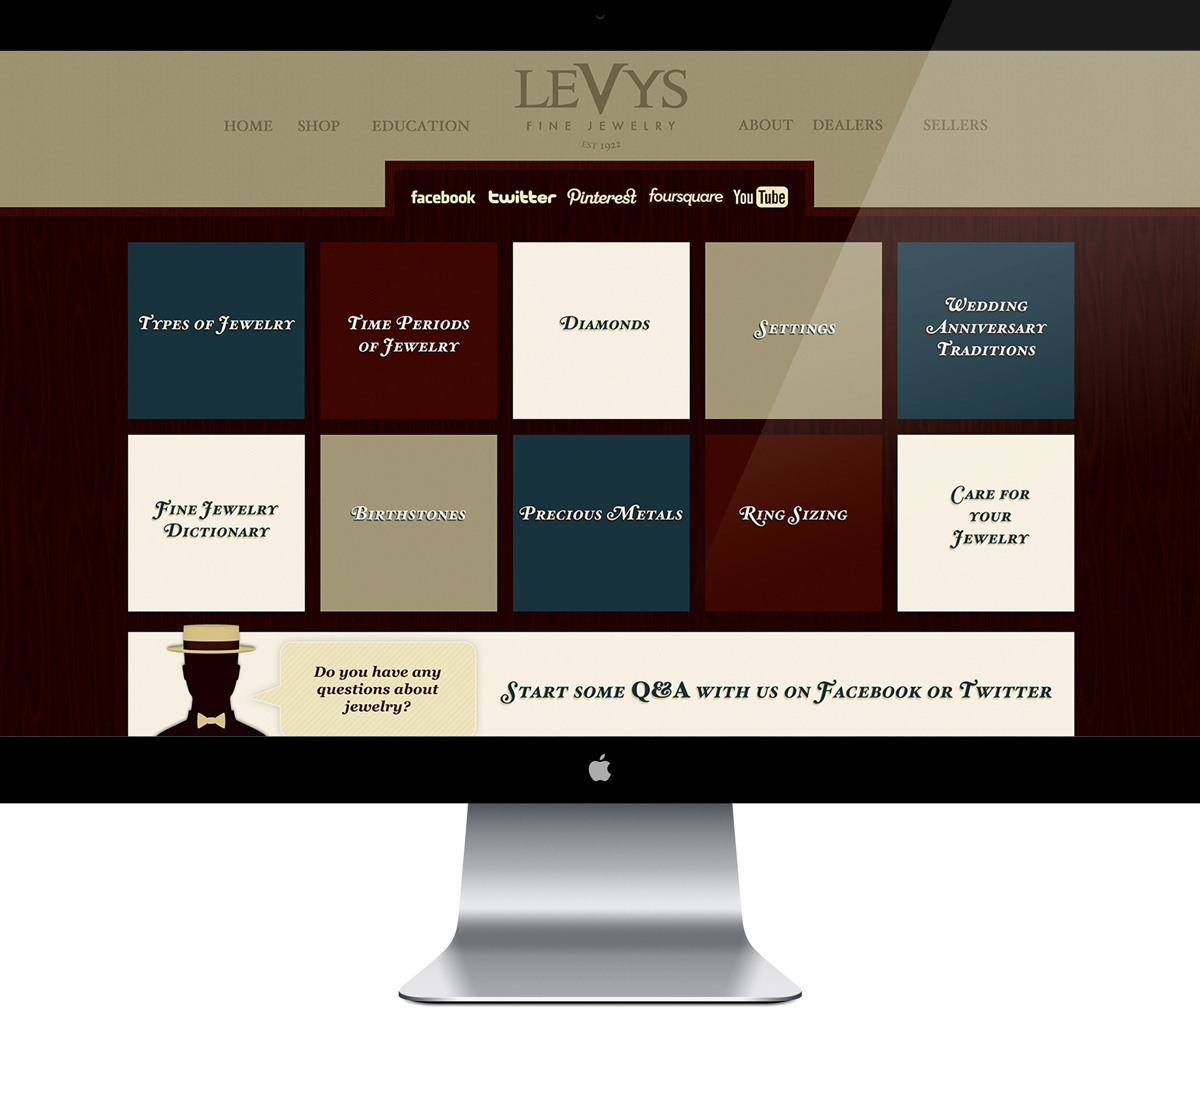 LEVYS
FINE JEWELRY
EST 1922
HOME SHOP EDUCATION ABOUT DEALERS SELLERS
facebook twitter Pinterest foursquare YouTube
Types of Jewelry
Time Periods
of Jewelry
Diamonds
Settings
Wedding
Anniversary
Traditions
Fine Jewelry
Dictionary
Birthstones
Precious Metals
Ring Sizing
Care for
your
Jewelry
Do you have any
questions about
jewelry?
Start some Q&A with us on Facebook or Twitter